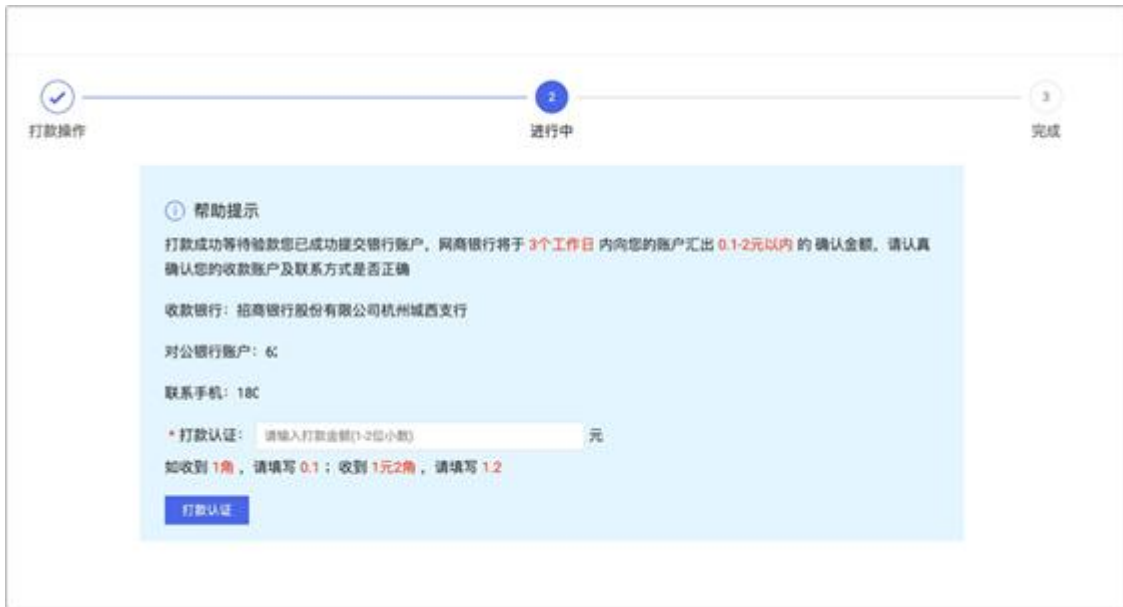 2
3
打款操作
进行中
完成
帮助提示
打款成功等待验款您已成功提交银行账户，网商银行将于 3个工作日 内向您的账户汇出 0.1-2元以内 的 确认金额，请认真
确认您的收款账户及联系方式是否正确
收款银行：招商银行股份有限公司杭州城西支行
对公银行账户：6
联系手机：180
* 打款认证： 请输入打款金额(1-2位小数) 元
如收到 1角 ，请填写 0.1 ；收到 1元2角 ，请填写 1.2
打款认证